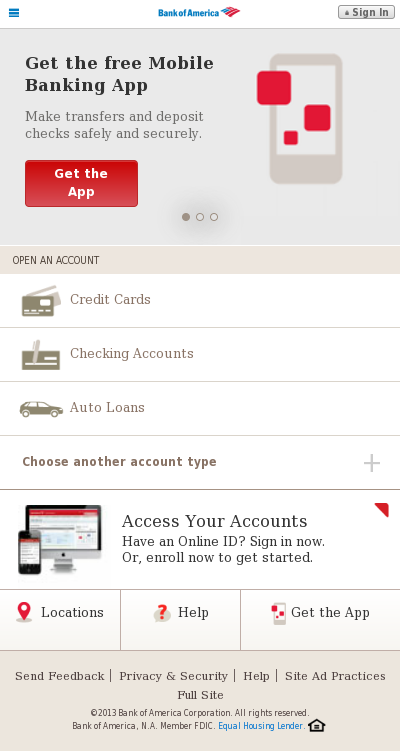 Bank of America
Sign In
Get the free Mobile
Banking App
Make transfers and deposit
checks safely and securely.
Get the
App
OPEN AN ACCOUNT
Credit Cards
Checking Accounts
Auto Loans
Choose another account type
Access Your Accounts
Have an Online ID? Sign in now.
Or, enroll now to get started.
Locations
Help
Get the App
Send Feedback | Privacy & Security | Help | Site Ad Practices
Full Site
©2013 Bank of America Corporation. All rights reserved.
Bank of America, N.A. Member FDIC. Equal Housing Lender.